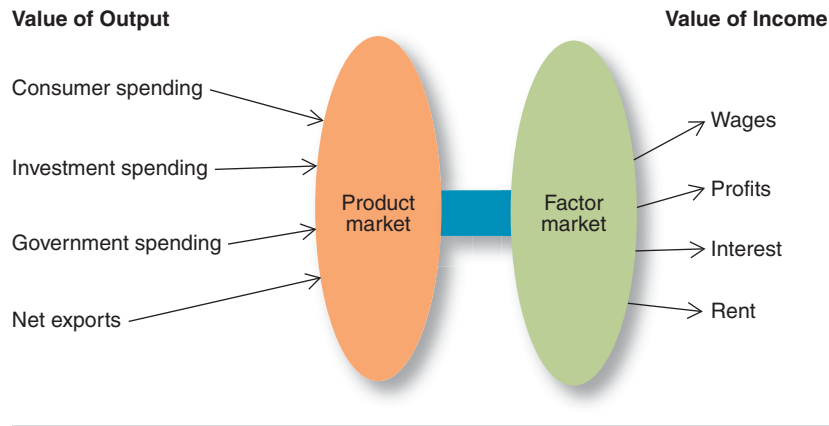 Value of Output
Value of Income
Consumer spending
Investment spending
Government spending
Net exports
Product
market
Factor
market
Wages
Profits
Interest
Rent